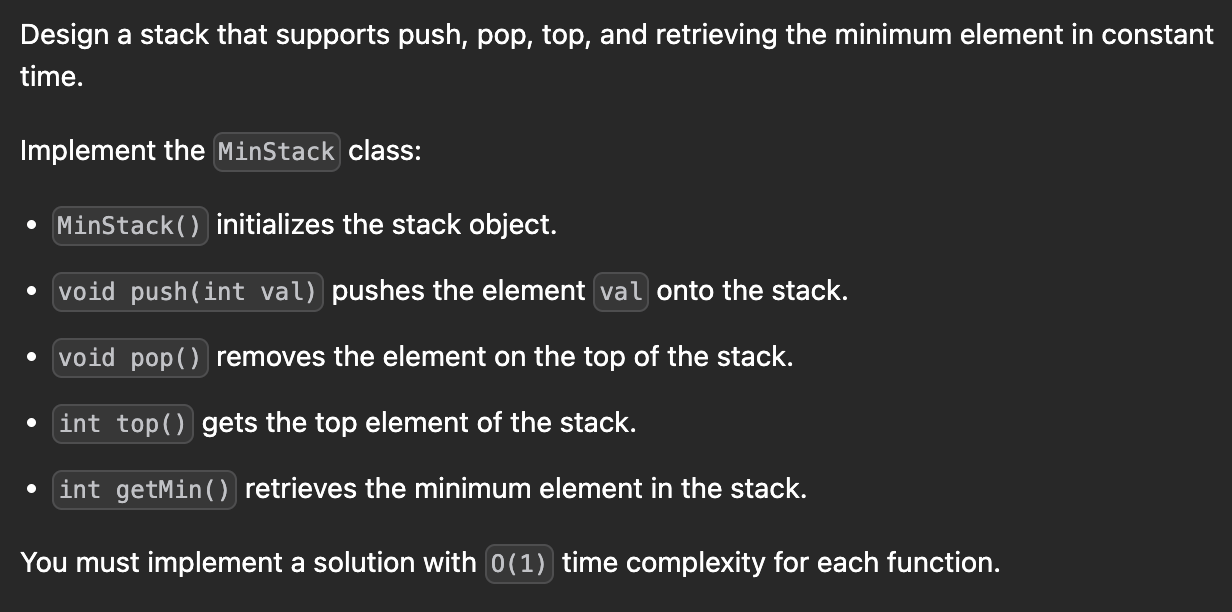 Design a stack that supports push, pop, top, and retrieving the minimum element in constant
time.
Implement the MinStack class:
• MinStack() initializes the stack object.
• void push(int val) pushes the element val onto the stack.
• void pop() removes the element on the top of the stack.
• int top() gets the top element of the stack.
• int getMin() retrieves the minimum element in the stack.
You must implement a solution with O(1) time complexity for each function.